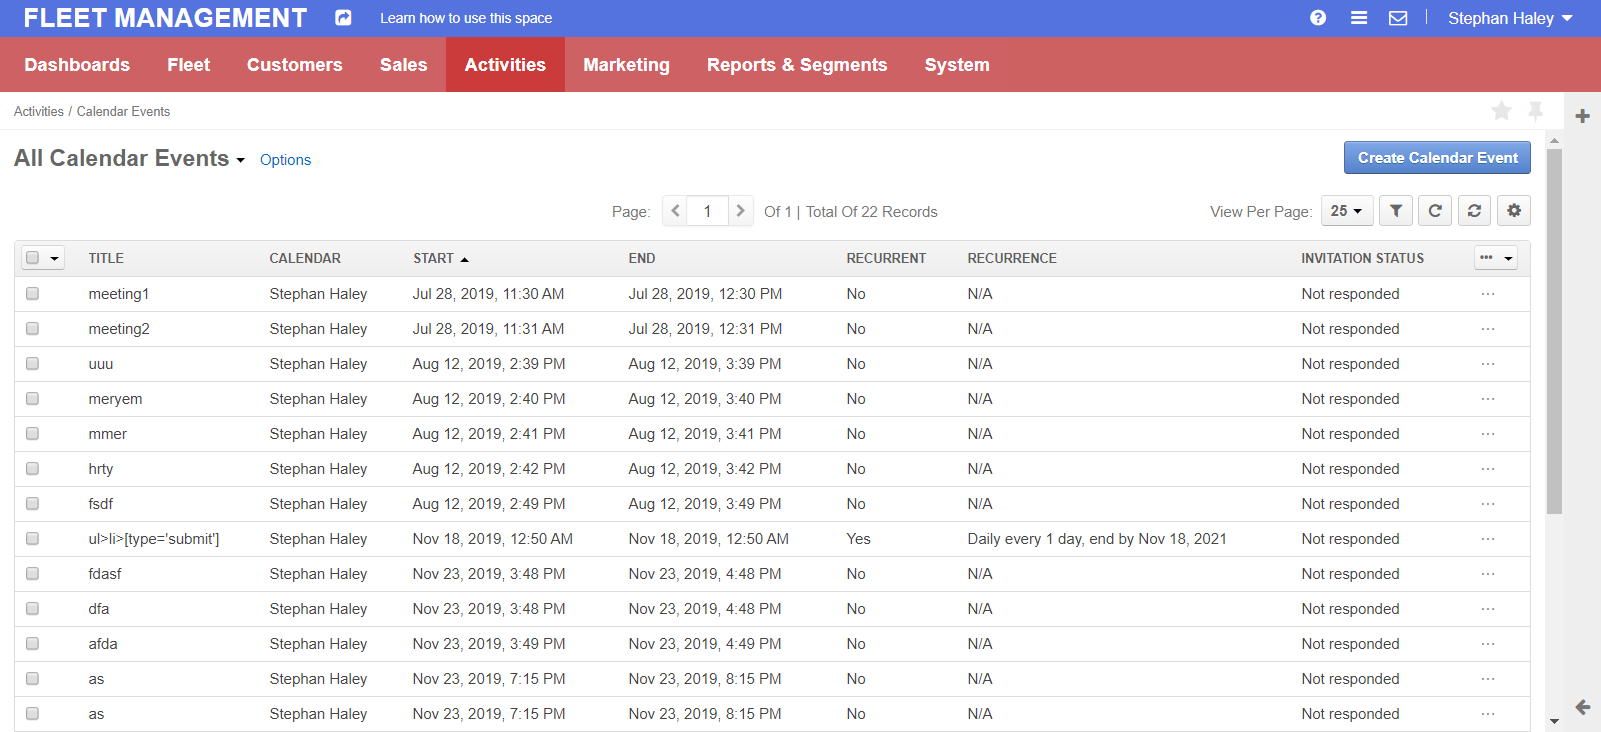 FLEET MANAGEMENT Learn how to use this space Stephan Haley
Dashboards Fleet Customers Sales Activities Marketing Reports & Segments System
Activities / Calendar Events
All Calendar Events Options Create Calendar Event
Page: 1 Of 1 | Total Of 22 Records View Per Page: 25
TITLE CALENDAR START END RECURRENT RECURRENCE INVITATION STATUS
meeting1 Stephan Haley Jul 28, 2019, 11:30 AM Jul 28, 2019, 12:30 PM No N/A Not responded
meeting2 Stephan Haley Jul 28, 2019, 11:31 AM Jul 28, 2019, 12:31 PM No N/A Not responded
uuu Stephan Haley Aug 12, 2019, 2:39 PM Aug 12, 2019, 3:39 PM No N/A Not responded
meryem Stephan Haley Aug 12, 2019, 2:40 PM Aug 12, 2019, 3:40 PM No N/A Not responded
mmer Stephan Haley Aug 12, 2019, 2:41 PM Aug 12, 2019, 3:41 PM No N/A Not responded
hrty Stephan Haley Aug 12, 2019, 2:42 PM Aug 12, 2019, 3:42 PM No N/A Not responded
fsdf Stephan Haley Aug 12, 2019, 2:49 PM Aug 12, 2019, 3:49 PM No N/A Not responded
ul>li>[type='submit'] Stephan Haley Nov 18, 2019, 12:50 AM Nov 18, 2019, 12:50 AM Yes Daily every 1 day, end by Nov 18, 2021 Not responded
fdasf Stephan Haley Nov 23, 2019, 3:48 PM Nov 23, 2019, 4:48 PM No N/A Not responded
dfa Stephan Haley Nov 23, 2019, 3:48 PM Nov 23, 2019, 4:48 PM No N/A Not responded
afda Stephan Haley Nov 23, 2019, 3:49 PM Nov 23, 2019, 4:49 PM No N/A Not responded
as Stephan Haley Nov 23, 2019, 7:15 PM Nov 23, 2019, 8:15 PM No N/A Not responded
as Stephan Haley Nov 23, 2019, 7:15 PM Nov 23, 2019, 8:15 PM No N/A Not responded